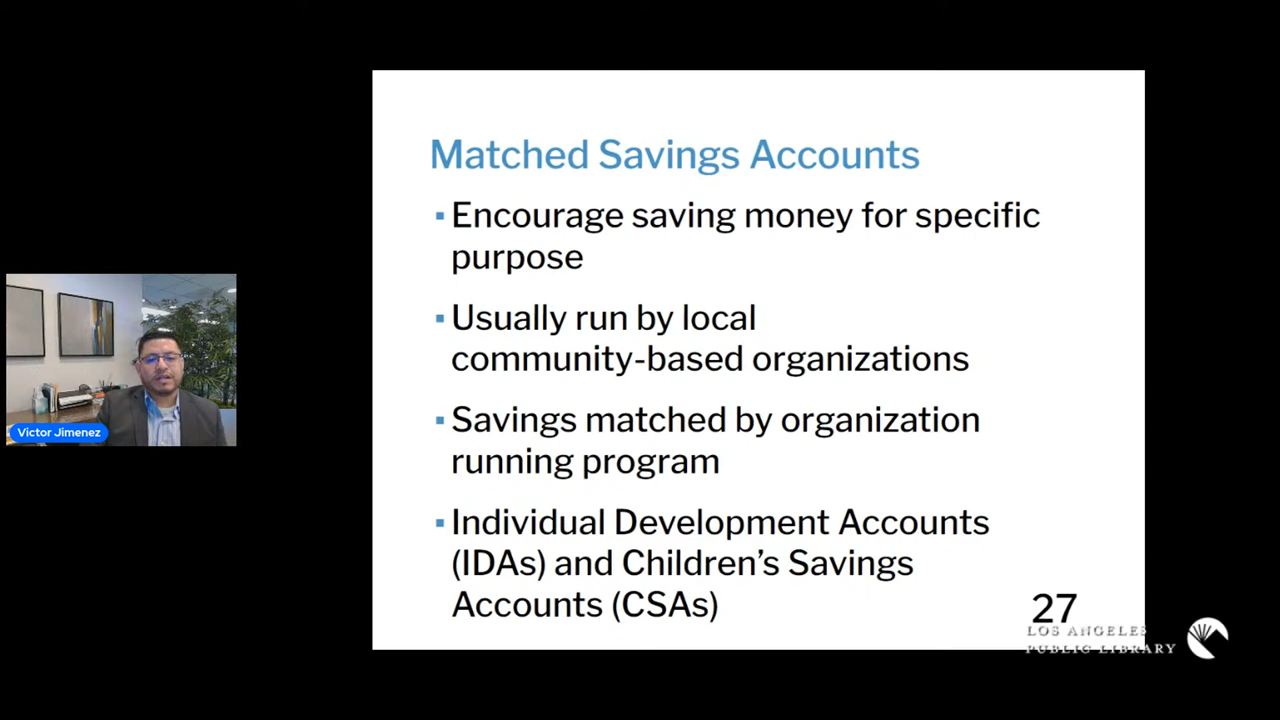 Matched Savings Accounts
▪ Encourage saving money for specific
purpose
▪ Usually run by local
community-based organizations
▪ Savings matched by organization
running program
▪ Individual Development Accounts
(IDAs) and Children's Savings
Accounts (CSAs)
27
LOS ANGELES
PUBLIC LIBRARY
Victor Jimenez